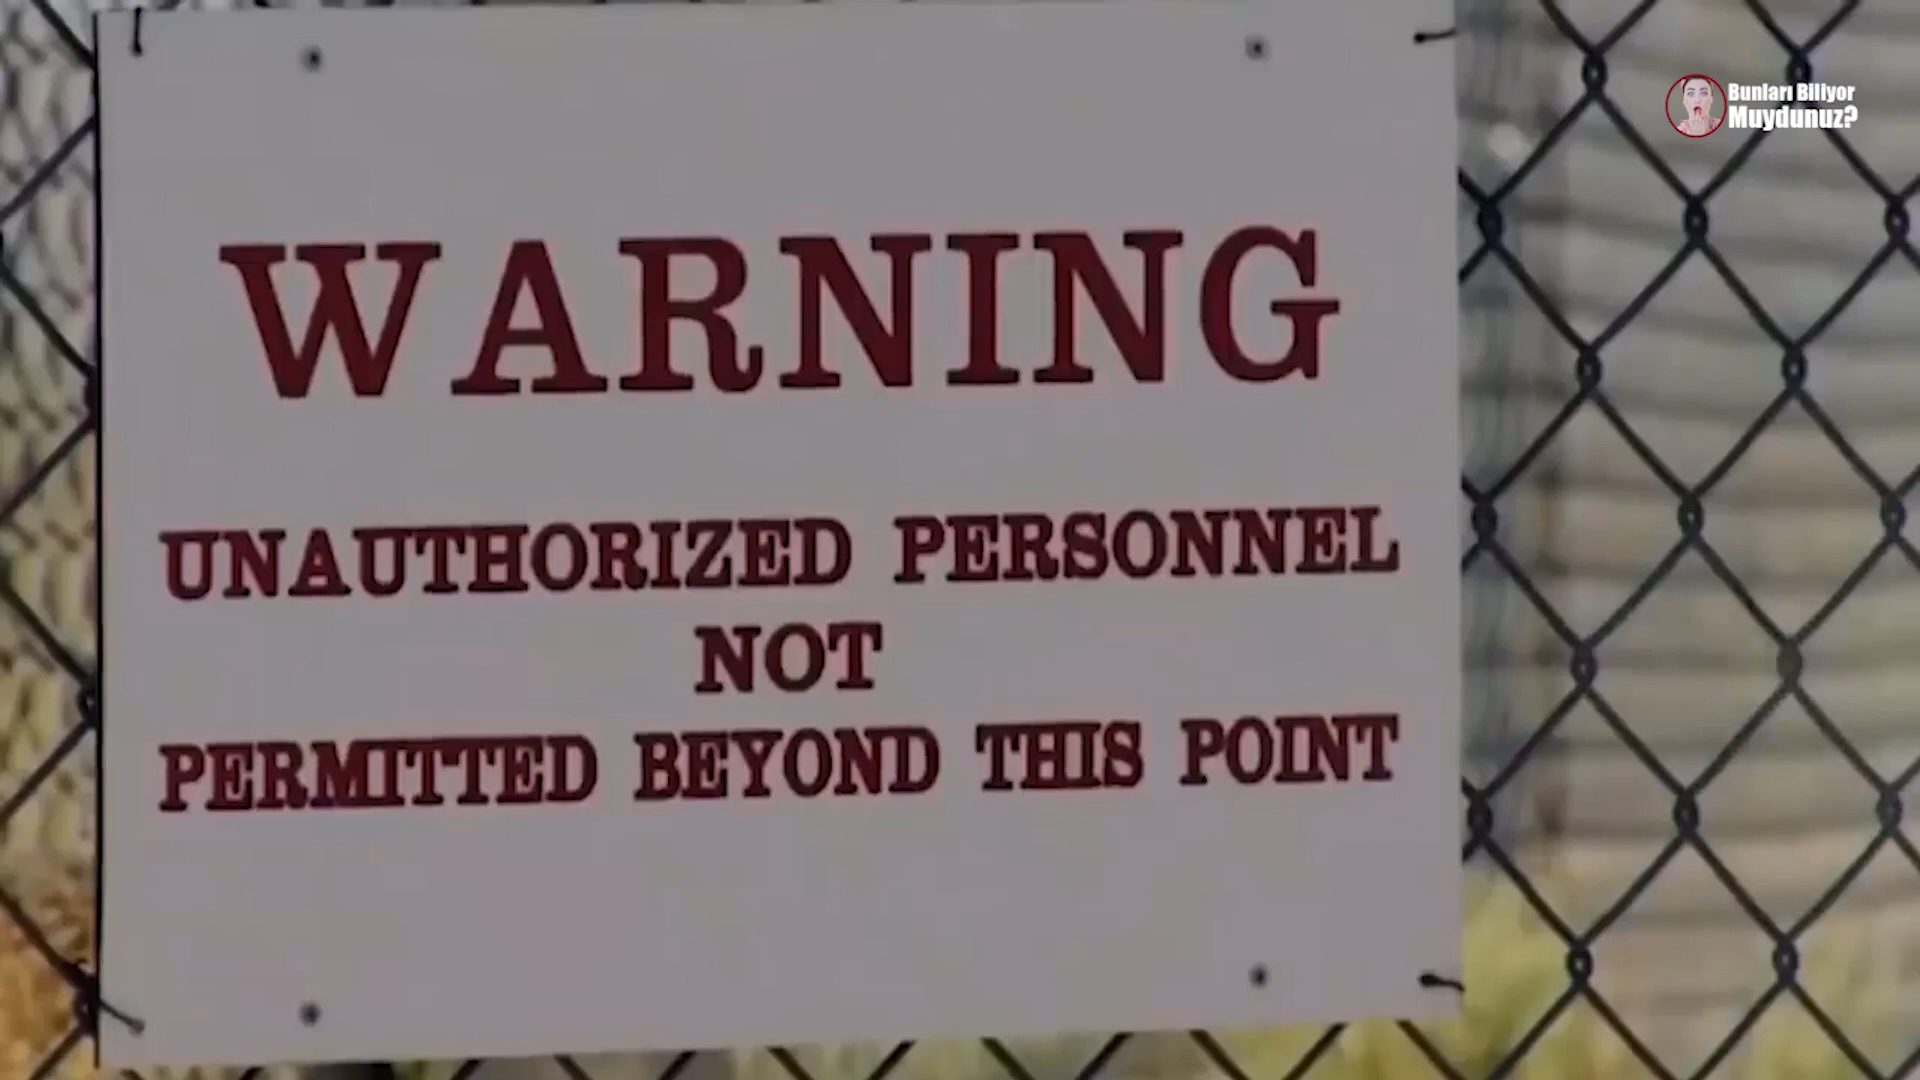 Bunları Biliyor
Muydunuz?
WARNING
UNAUTHORIZED PERSONNEL
NOT
PERMITTED BEYOND THIS POINT